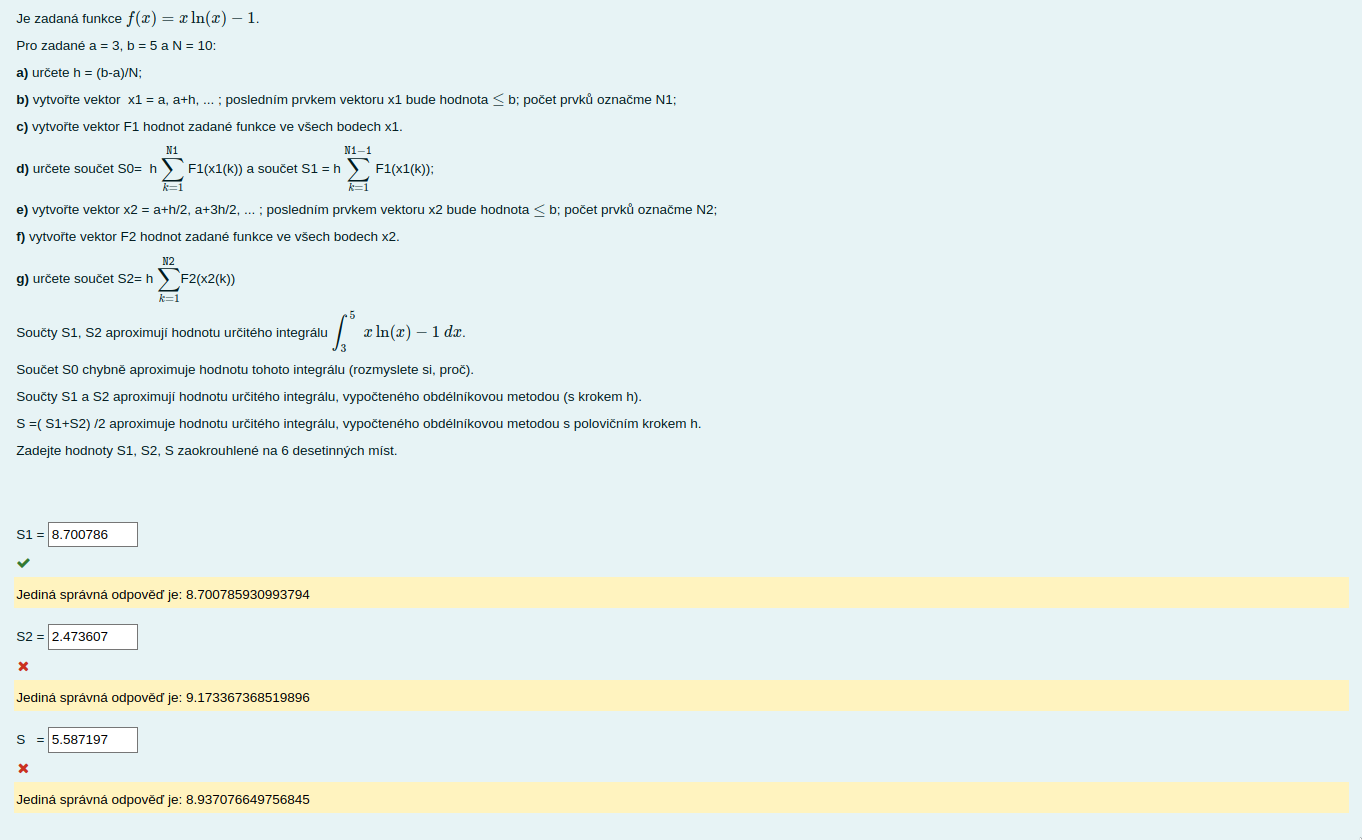 Je zadaná funkce f(x) = x ln(x) − 1.
Pro zadané a = 3, b = 5 a N = 10:
a) určete h = (b-a)/N;
b) vytvořte vektor x1 = a, a+h, ... ; posledním prvkem vektoru x1 bude hodnota ≤ b; počet prvků označme N1;
c) vytvořte vektor F1 hodnot zadané funkce ve všech bodech x1.
d) určete součet S0= h ∑_{k=1}^{N1} F1(x1(k)) a součet S1 = h ∑_{k=1}^{N1−1} F1(x1(k));
e) vytvořte vektor x2 = a+h/2, a+3h/2, ... ; posledním prvkem vektoru x2 bude hodnota ≤ b; počet prvků označme N2;
f) vytvořte vektor F2 hodnot zadané funkce ve všech bodech x2.
g) určete součet S2= h ∑_{k=1}^{N2} F2(x2(k))
Součty S1, S2 aproximují hodnotu určitého integrálu ∫_3^5 x ln(x) − 1 dx.
Součet S0 chybně aproximuje hodnotu tohoto integrálu (rozmyslete si, proč).
Součty S1 a S2 aproximují hodnotu určitého integrálu, vypočteného obdélníkovou metodou (s krokem h).
S =( S1+S2) /2 aproximuje hodnotu určitého integrálu, vypočteného obdélníkovou metodou s polovičním krokem h.
Zadejte hodnoty S1, S2, S zaokrouhlené na 6 desetinných míst.
S1 = 8.700786
Jediná správná odpověď je: 8.700785930993794
S2 = 2.473607
Jediná správná odpověď je: 9.173367368519896
S = 5.587197
Jediná správná odpověď je: 8.937076649756845